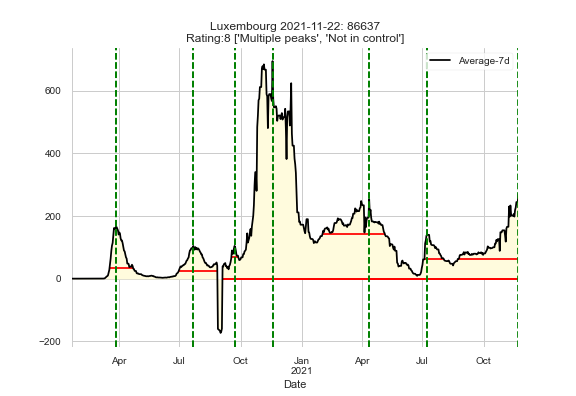 Luxembourg 2021-11-22: 86637
Rating:8 ['Multiple peaks', 'Not in control']
Average-7d
600
400
200
0
−200
Apr
Jul
Oct
Jan
2021
Apr
Jul
Oct
Date